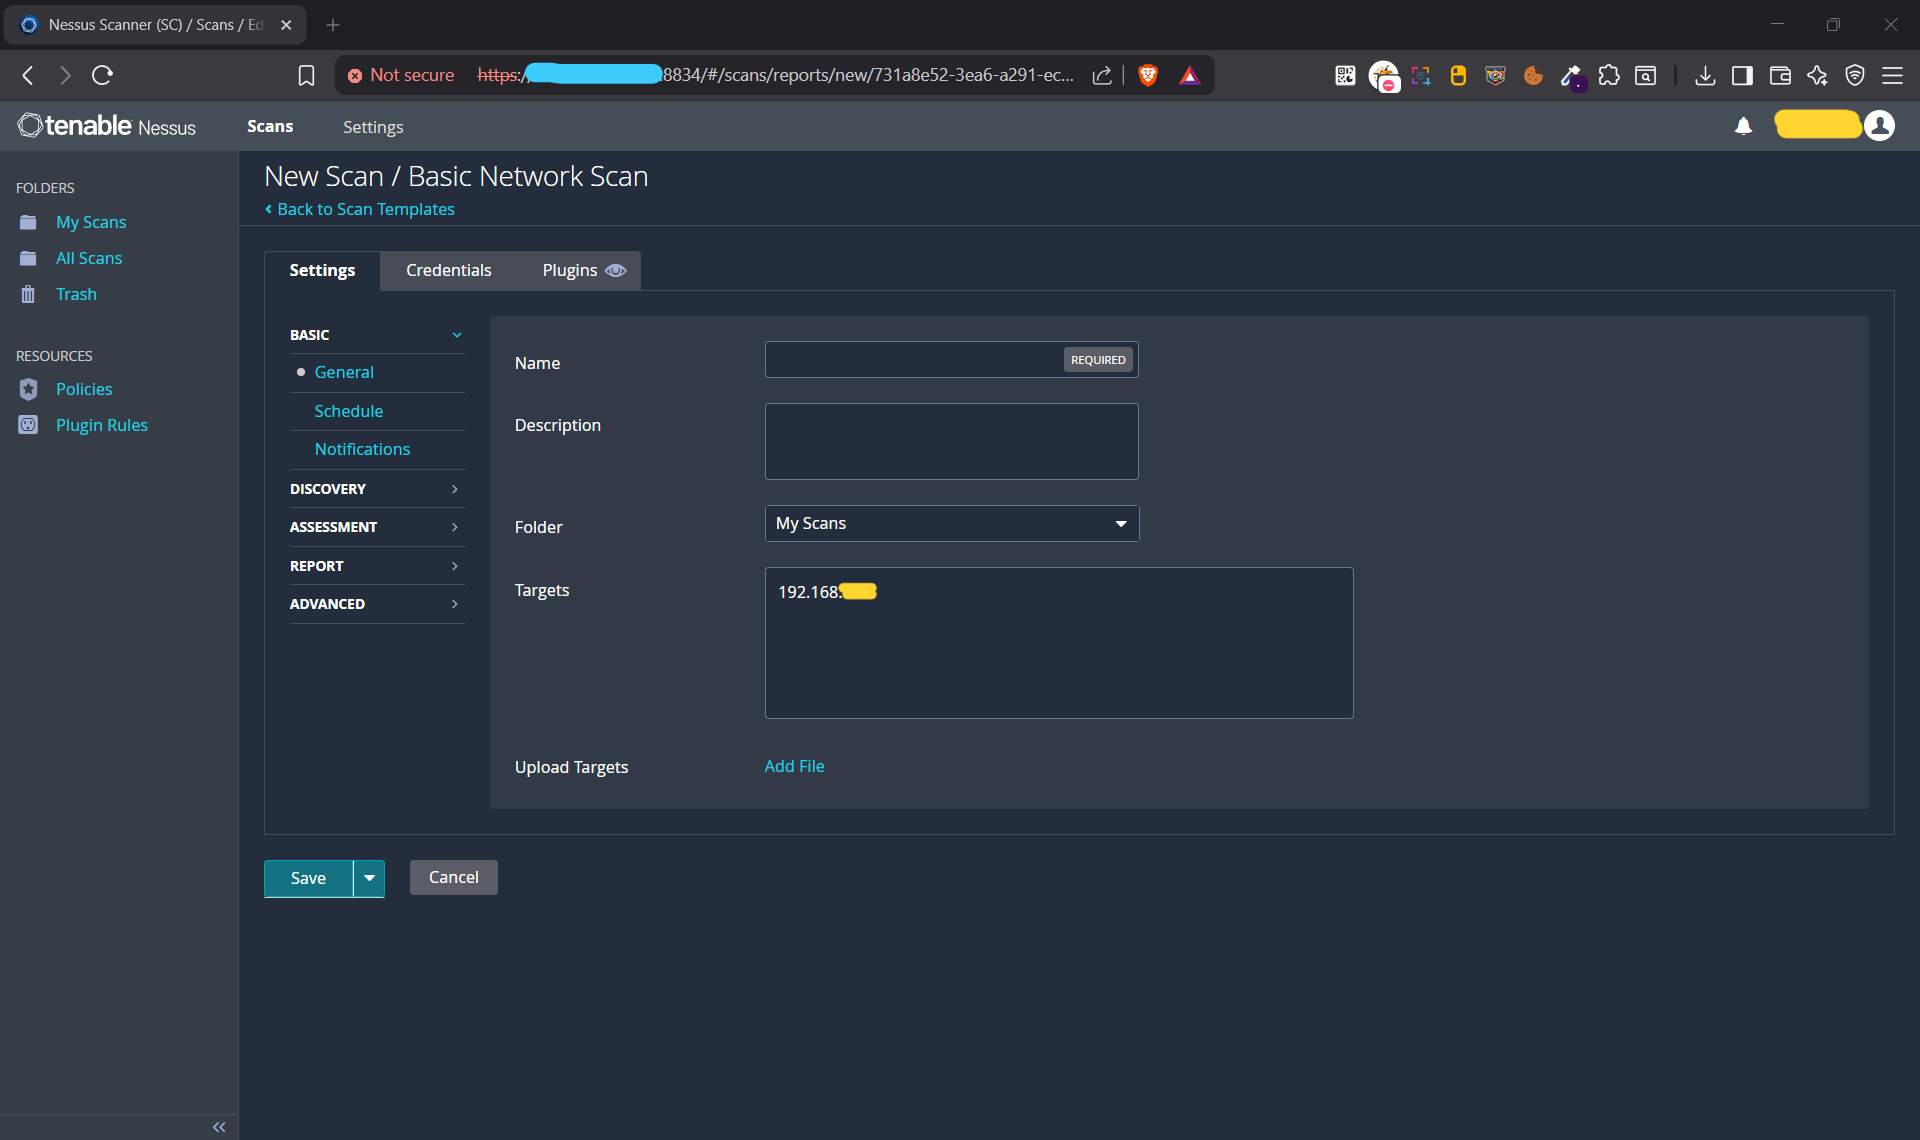 Nessus Scanner (SC) / Scans / Ed
Not secure https:/ :8834/#/scans/reports/new/731a8e52-3ea6-a291-ec...
tenable Nessus Scans Settings
FOLDERS
My Scans
All Scans
Trash
RESOURCES
Policies
Plugin Rules
New Scan / Basic Network Scan
Back to Scan Templates
Settings Credentials Plugins
BASIC
General
Schedule
Notifications
DISCOVERY
ASSESSMENT
REPORT
ADVANCED
Name REQUIRED
Description
Folder My Scans
Targets 192.168.
Upload Targets Add File
Save Cancel